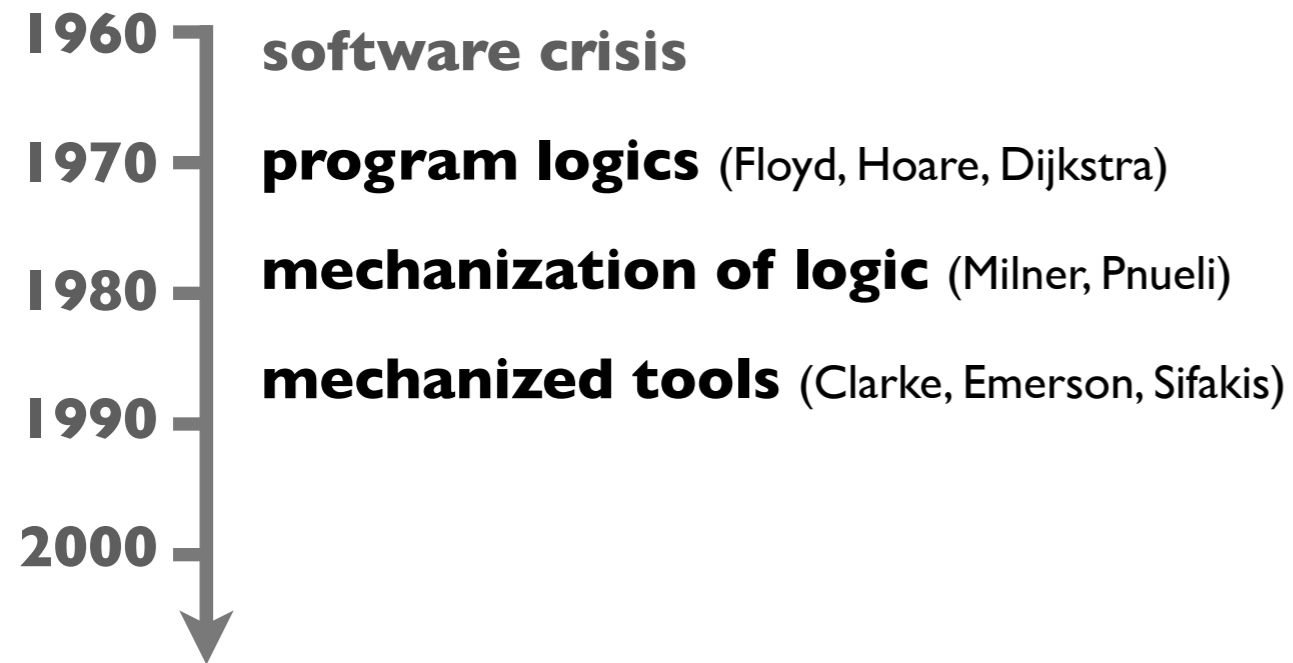 1960
software crisis
1970
program logics (Floyd, Hoare, Dijkstra)
mechanization of logic (Milner, Pnueli)
1980
mechanized tools (Clarke, Emerson, Sifakis)
1990
2000